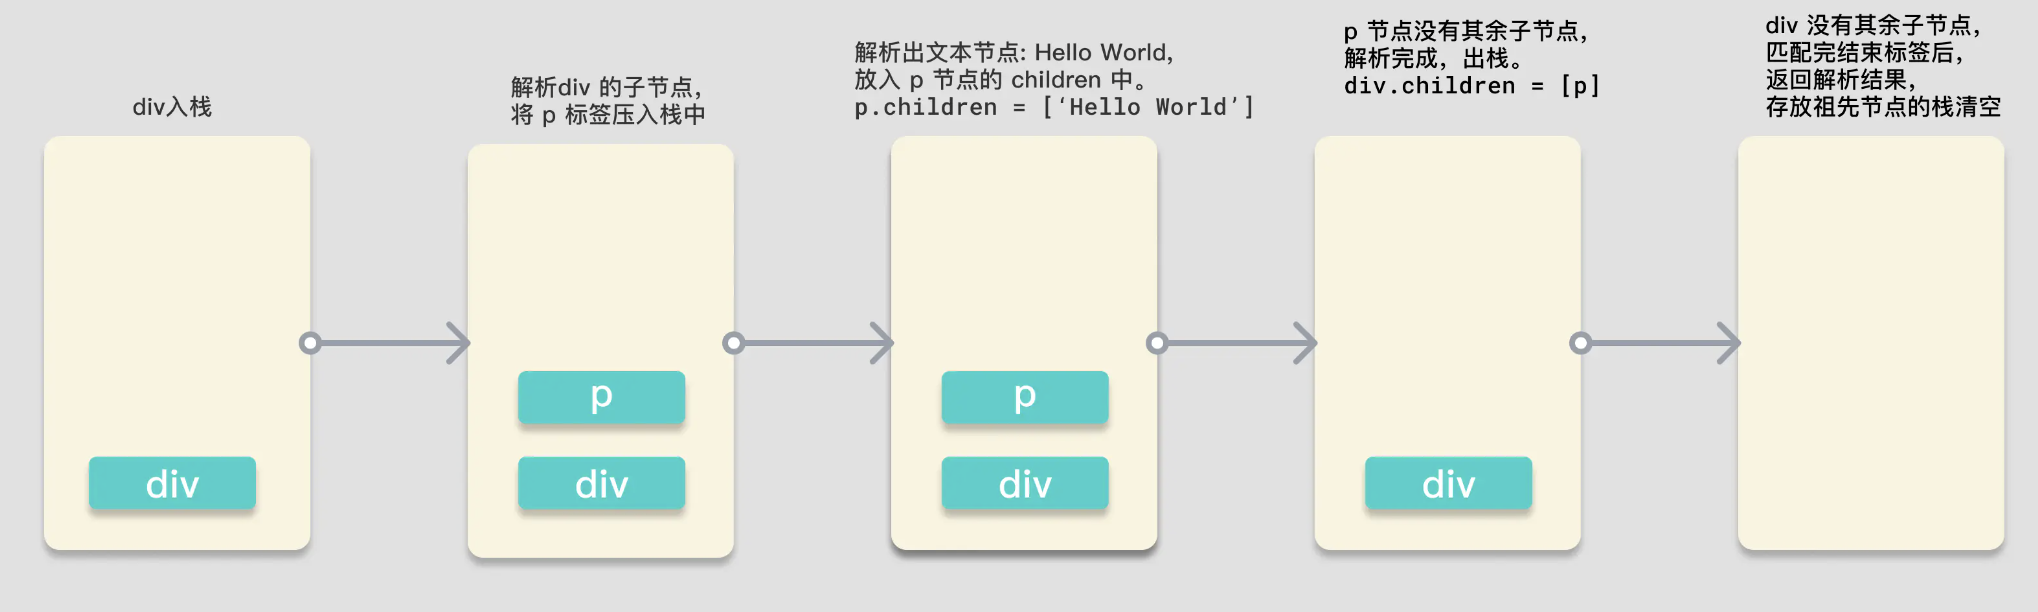 div入栈
解析div 的子节点，
将 p 标签压入栈中
解析出文本节点: Hello World，
放入 p 节点的 children 中。
p.children = [‘Hello World’]
p 节点没有其余子节点，
解析完成，出栈。
div.children = [p]
div 没有其余子节点，
匹配完结束标签后，
返回解析结果，
存放祖先节点的栈清空
div
p
div
p
div
div